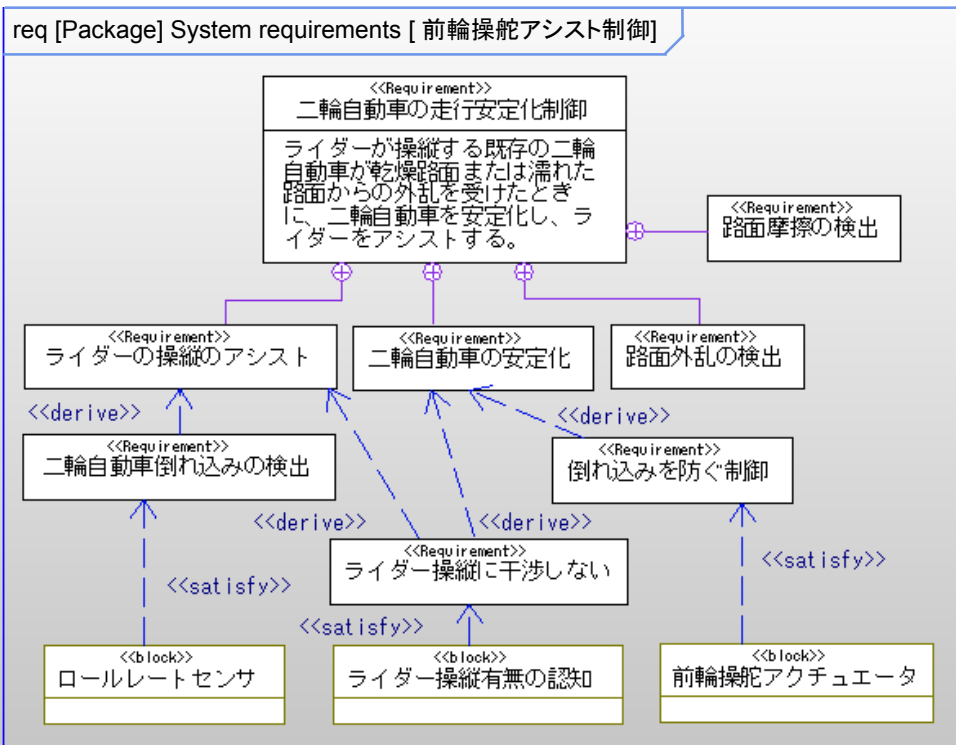 req [Package] System requirements [ 前輪操舵アシスト制御]
<<Requirement>>
二輪自動車の走行安定化制御
ライダーが操縦する既存の二輪
自動車が乾燥路面または濡れた
路面からの外乱を受けたとき
に、二輪自動車を安定化し、ラ
イダーをアシストする。
<<Requirement>>
路面摩擦の検出
<<Requirement>>
ライダーの操縦のアシスト
<<Requirement>>
二輪自動車の安定化
<<Requirement>>
路面外乱の検出
<<derive>>
<<derive>>
<<Requirement>>
二輪自動車倒れ込みの検出
<<Requirement>>
倒れ込みを防ぐ制御
<<derive>>
<<derive>>
<<Requirement>>
ライダー操縦に干渉しない
<<satisfy>>
<<satisfy>>
<<satisfy>>
<<block>>
ロールレートセンサ
<<block>>
ライダー操縦有無の認知
<<block>>
前輪操舵アクチュエータ